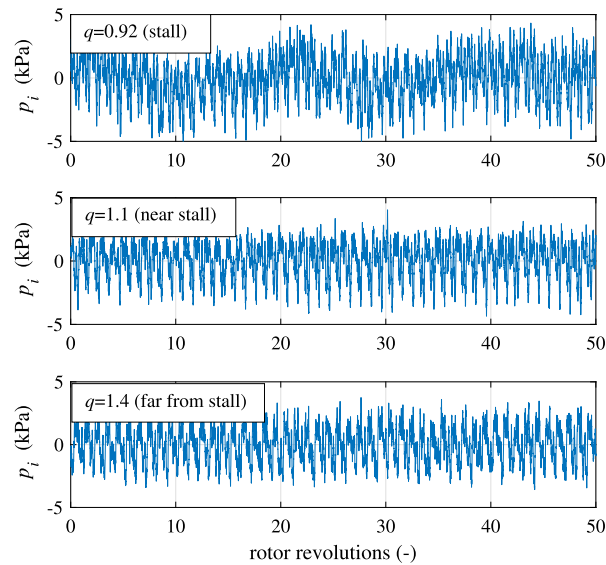 5
q=0.92 (stall)
p_i (kPa)
0
-5
0 10 20 30 40 50
5
q=1.1 (near stall)
p_i (kPa)
0
-5
0 10 20 30 40 50
5
q=1.4 (far from stall)
p_i (kPa)
0
-5
0 10 20 30 40 50
rotor revolutions (-)